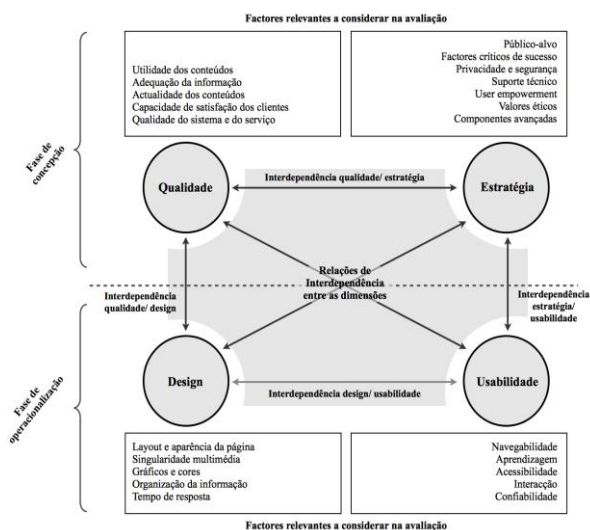 Factores relevantes a considerar na avaliação
Utilidade dos conteúdos
Adequação da informação
Actualidade dos conteúdos
Capacidade de satisfação dos clientes
Qualidade do sistema e do serviço
Público-alvo
Factores críticos de sucesso
Privacidade e segurança
Suporte técnico
User empowerment
Valores éticos
Componentes avançadas
Fase de
concepção
Qualidade
Interdependência qualidade/ estratégia
Estratégia
Relações de
Interdependência
entre as dimensões
Interdependência
qualidade/ design
Interdependência
estratégia/
usabilidade
Fase de
operacionalização
Design
Interdependência design/ usabilidade
Usabilidade
Layout e aparência da página
Singularidade multimédia
Gráficos e cores
Organização da informação
Tempo de resposta
Navegabilidade
Aprendizagem
Acessibilidade
Interacção
Confiabilidade
Factores relevantes a considerar na avaliação